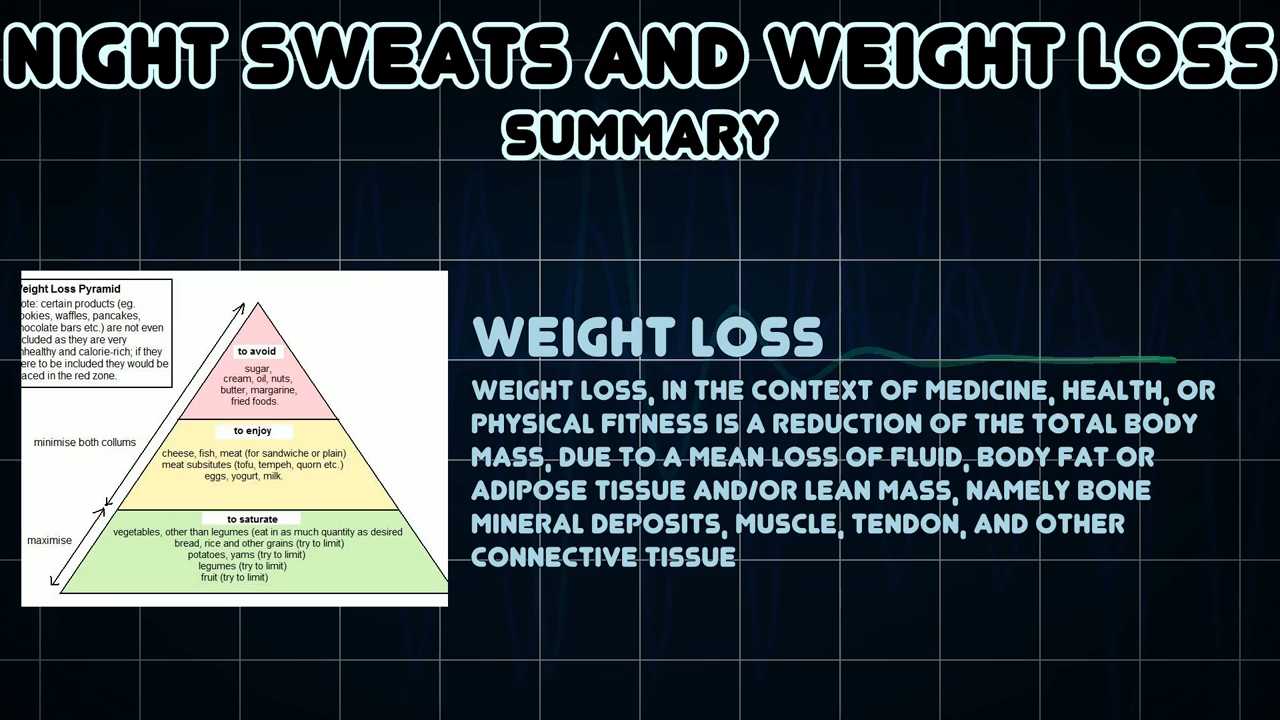 NIGHT SWEATS AND WEIGHT LOSS
SUMMARY
eight Loss Pyramid
ote: certain products (eg.
ookies, waffles, pancakes,
hocolate bars etc.) are not even
cluded as they are very
nhealthy and calorie-rich; if they
ere to be included they would be
aced in the red zone.
to avoid
sugar,
cream, oil, nuts,
butter, margarine,
fried foods.
minimise both collums
to enjoy
cheese, fish, meat (for sandwiche or plain)
meat subsitutes (tofu, tempeh, quorn etc.)
eggs, yogurt, milk.
to saturate
vegetables, other than legumes (eat in as much quantity as desired
bread, rice and other grains (try to limit)
potatoes, yams (try to limit)
legumes (try to limit)
fruit (try to limit)
maximise
WEIGHT LOSS
WEIGHT LOSS, IN THE CONTEXT OF MEDICINE, HEALTH, OR
PHYSICAL FITNESS IS A REDUCTION OF THE TOTAL BODY
MASS, DUE TO A MEAN LOSS OF FLUID, BODY FAT OR
ADIPOSE TISSUE AND/OR LEAN MASS, NAMELY BONE
MINERAL DEPOSITS, MUSCLE, TENDON, AND OTHER
CONNECTIVE TISSUE